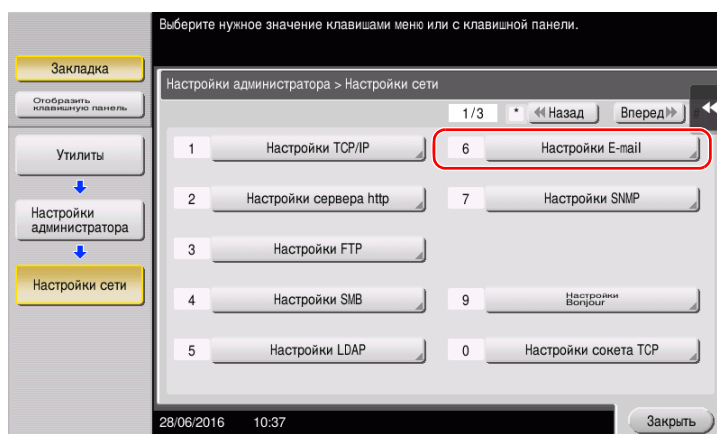 Выберите нужное значение клавишами меню или с клавишной панели.
Закладка
Отобразить
клавишную панель
Утилиты
Настройки
администратора
Настройки сети
Настройки администратора > Настройки сети
1/3 * Назад Вперед #
1 Настройки TCP/IP
6 Настройки E-mail
2 Настройки сервера http
7 Настройки SNMP
3 Настройки FTP
4 Настройки SMB
9 Настройки
Bonjour
5 Настройки LDAP
0 Настройки сокета TCP
28/06/2016 10:37
Закрыть